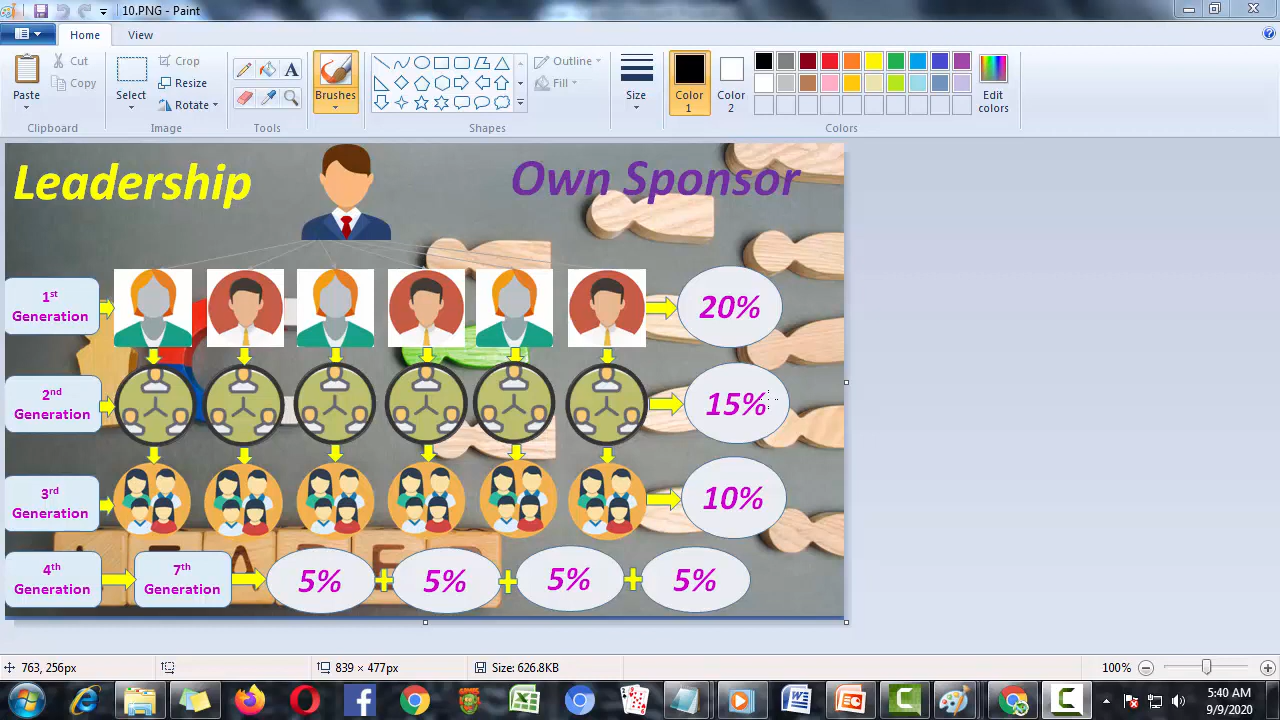 10.PNG - Paint
Home
View
Paste
Cut
Copy
Clipboard
Select
Crop
Resize
Rotate
Image
Tools
Brushes
Shapes
Outline
Fill
Size
Color
1
Color
2
Edit
colors
Colors
Leadership
Own Sponsor
1st
Generation
20%
2nd
Generation
15%
3rd
Generation
10%
4th
Generation
7th
Generation
5% + 5% + 5% + 5%
763, 256px
839 × 477px
Size: 626.8KB
100%
5:40 AM
9/9/2020